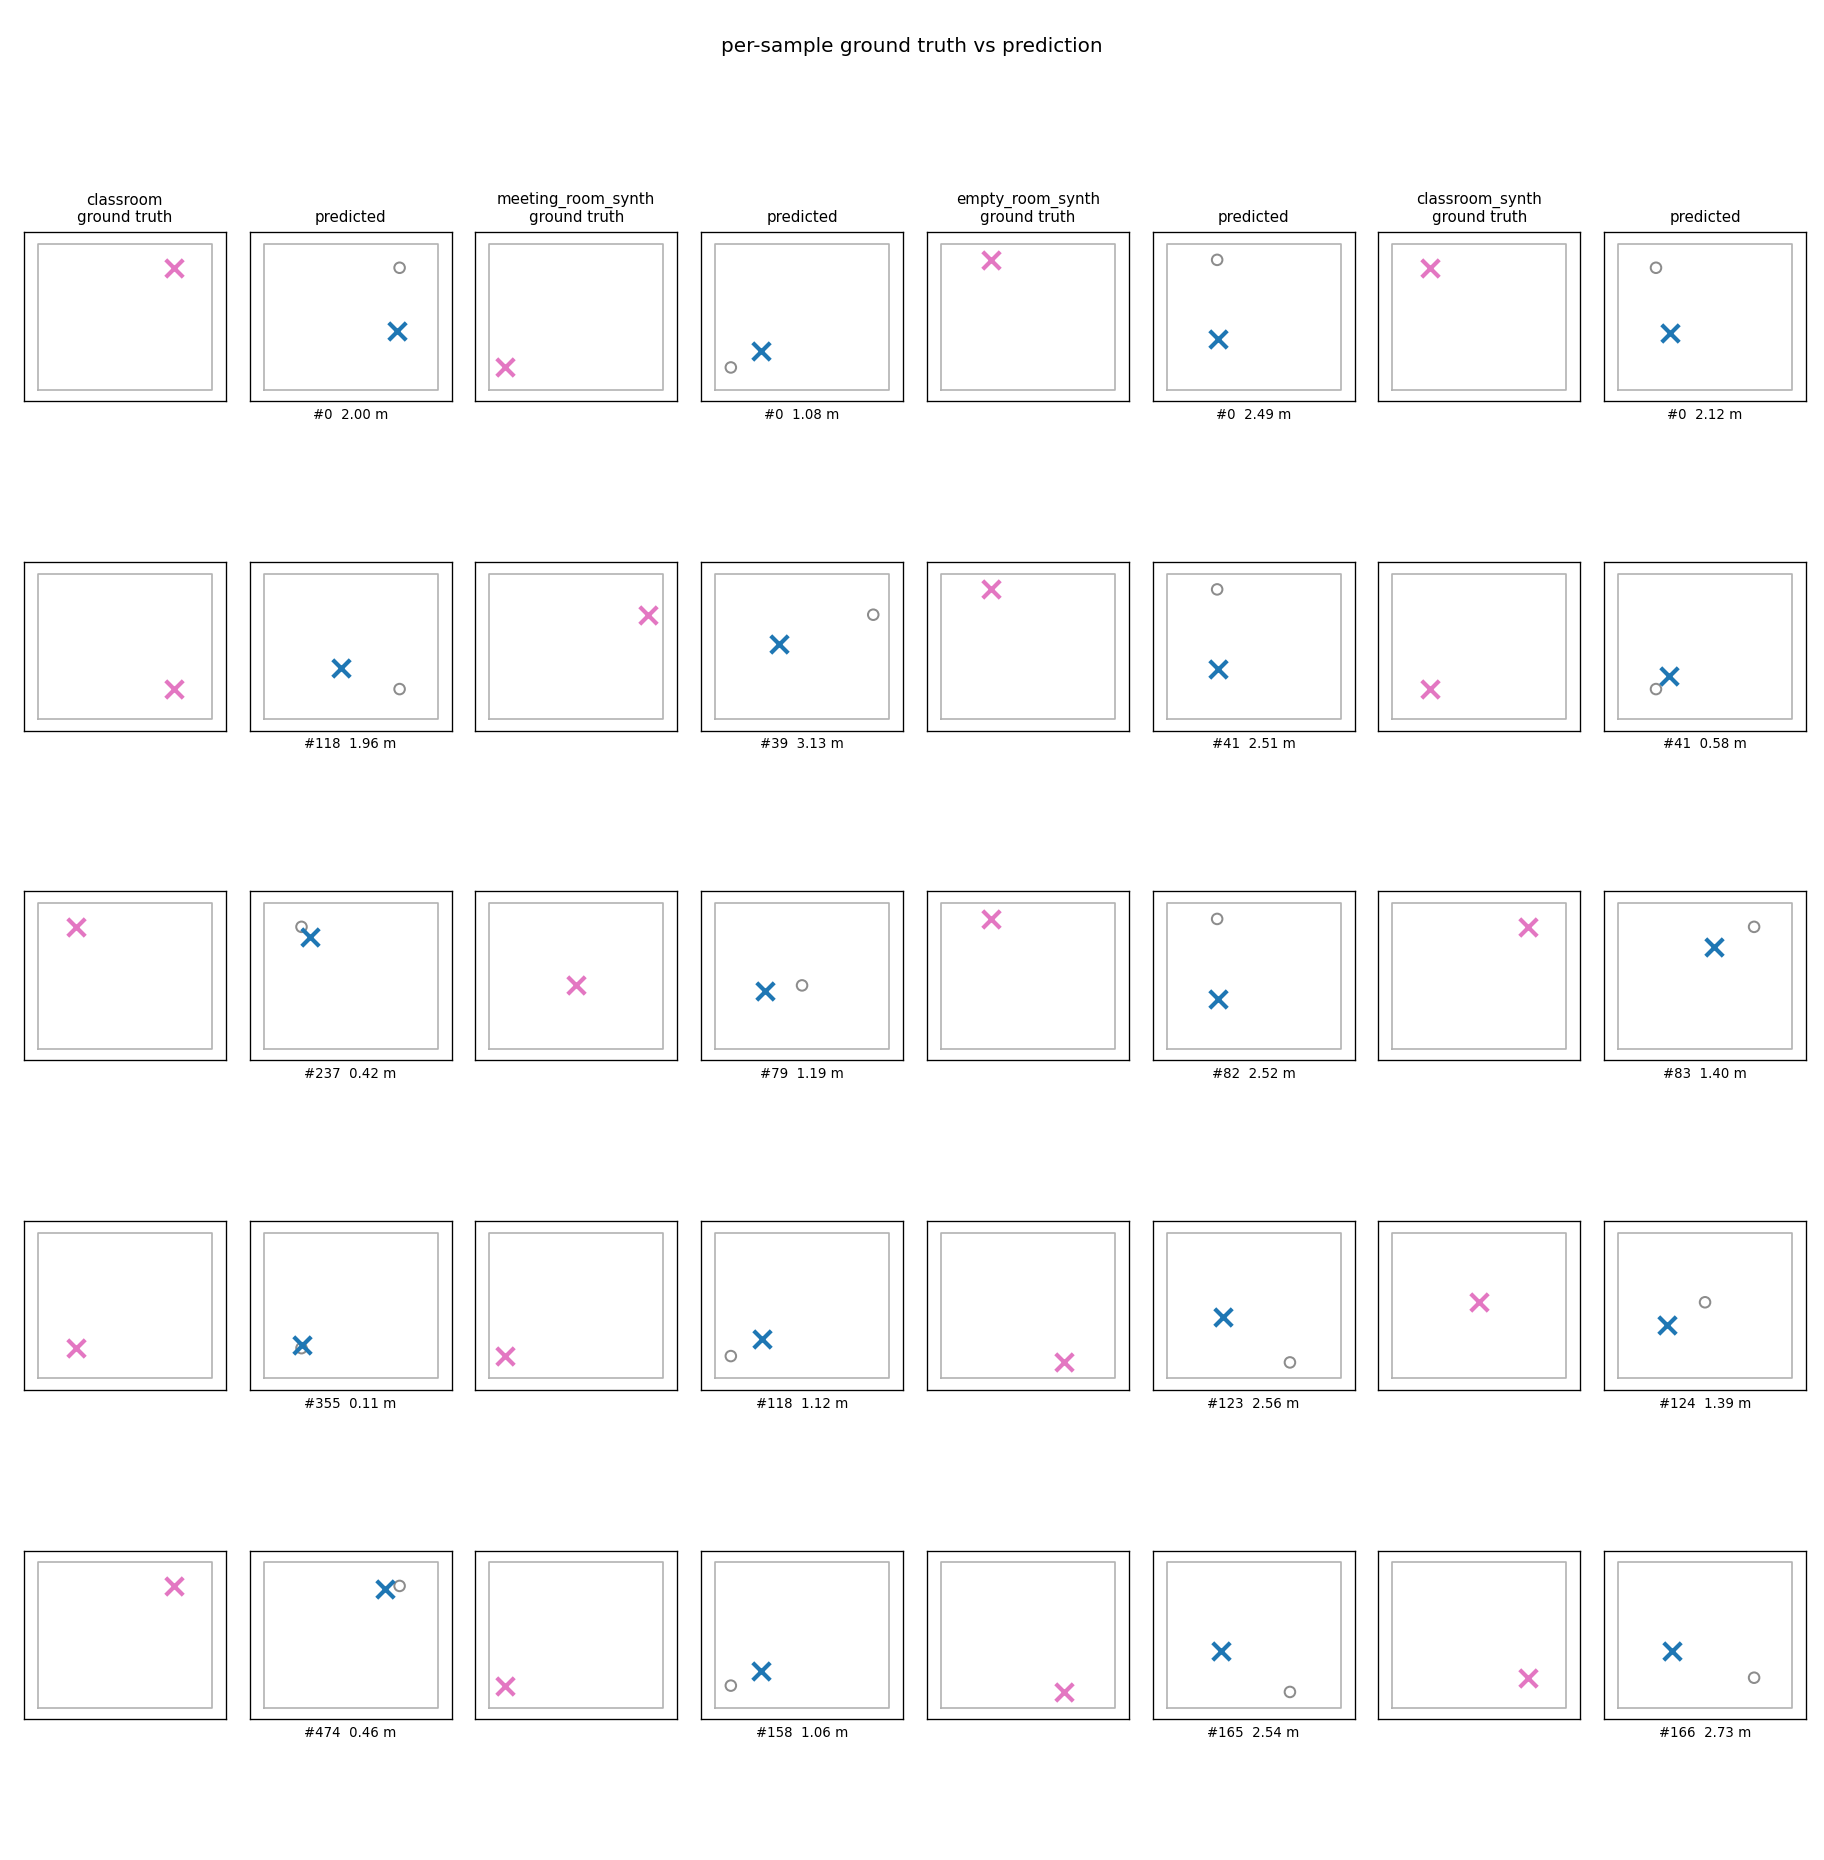 per-sample ground truth vs prediction
classroom
ground truth
predicted
meeting_room_synth
ground truth
predicted
empty_room_synth
ground truth
predicted
classroom_synth
ground truth
predicted
#0  2.00 m
#0  1.08 m
#0  2.49 m
#0  2.12 m
#118  1.96 m
#39  3.13 m
#41  2.51 m
#41  0.58 m
#237  0.42 m
#79  1.19 m
#82  2.52 m
#83  1.40 m
#355  0.11 m
#118  1.12 m
#123  2.56 m
#124  1.39 m
#474  0.46 m
#158  1.06 m
#165  2.54 m
#166  2.73 m